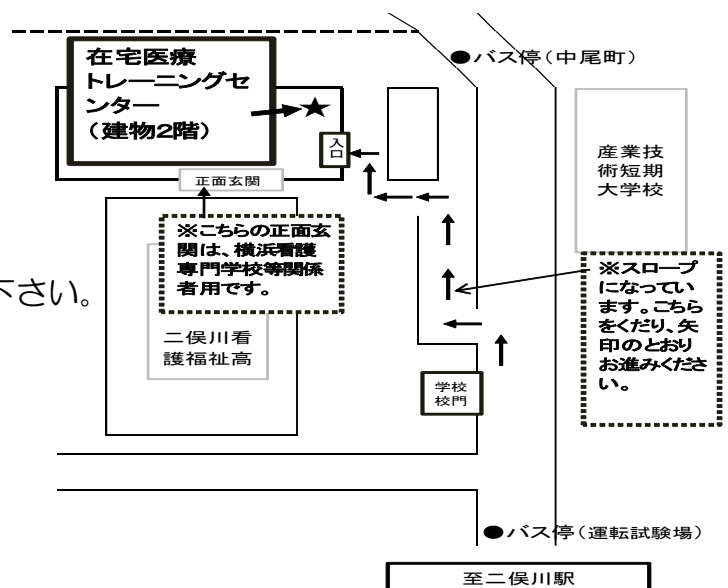 在宅医療
トレーニングセ
ンター
(建物2階)
●バス停(中尾町)
入口
産業技
術短期
大学校
正面玄関
※こちらの正面玄
関は、横浜看護
専門学校等関係
者用です。
下さい。
※スロープ
になってい
ます。こちら
をくだり、矢
印のとおり
お進みくださ
い。
二俣川看
護福祉高
学校
校門
●バス停(運転試験場)
至二俣川駅